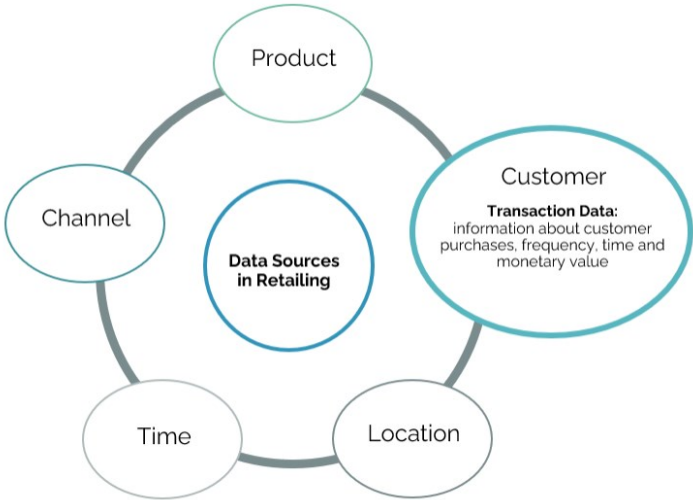 Product
Customer
Transaction Data:
information about customer
purchases, frequency, time and
monetary value
Channel
Data Sources
in Retailing
Time
Location